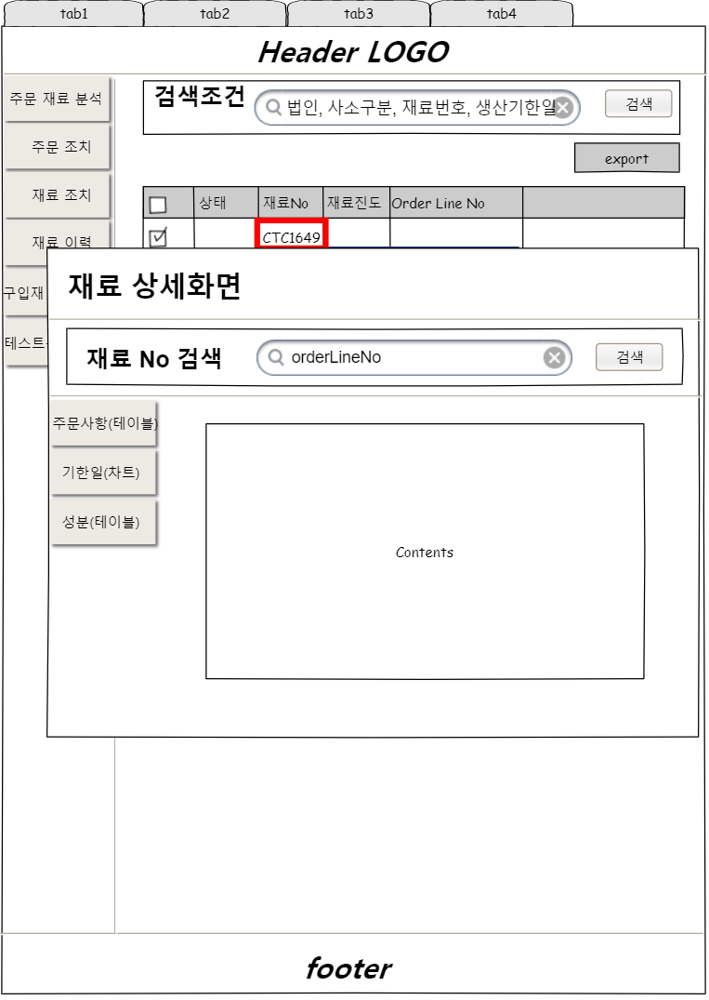 tab1
tab2
tab3
tab4
Header LOGO
주문 재료 분석
주문 조치
재료 조치
재료 이력
구입재
테스트
검색조건
법인, 사소구분, 재료번호, 생산기한일
검색
export
상태
재료No
재료진도
Order Line No
CTC1649
재료 상세화면
재료 No 검색
orderLineNo
검색
주문사항(테이블)
기한일(차트)
성분(테이블)
Contents
footer